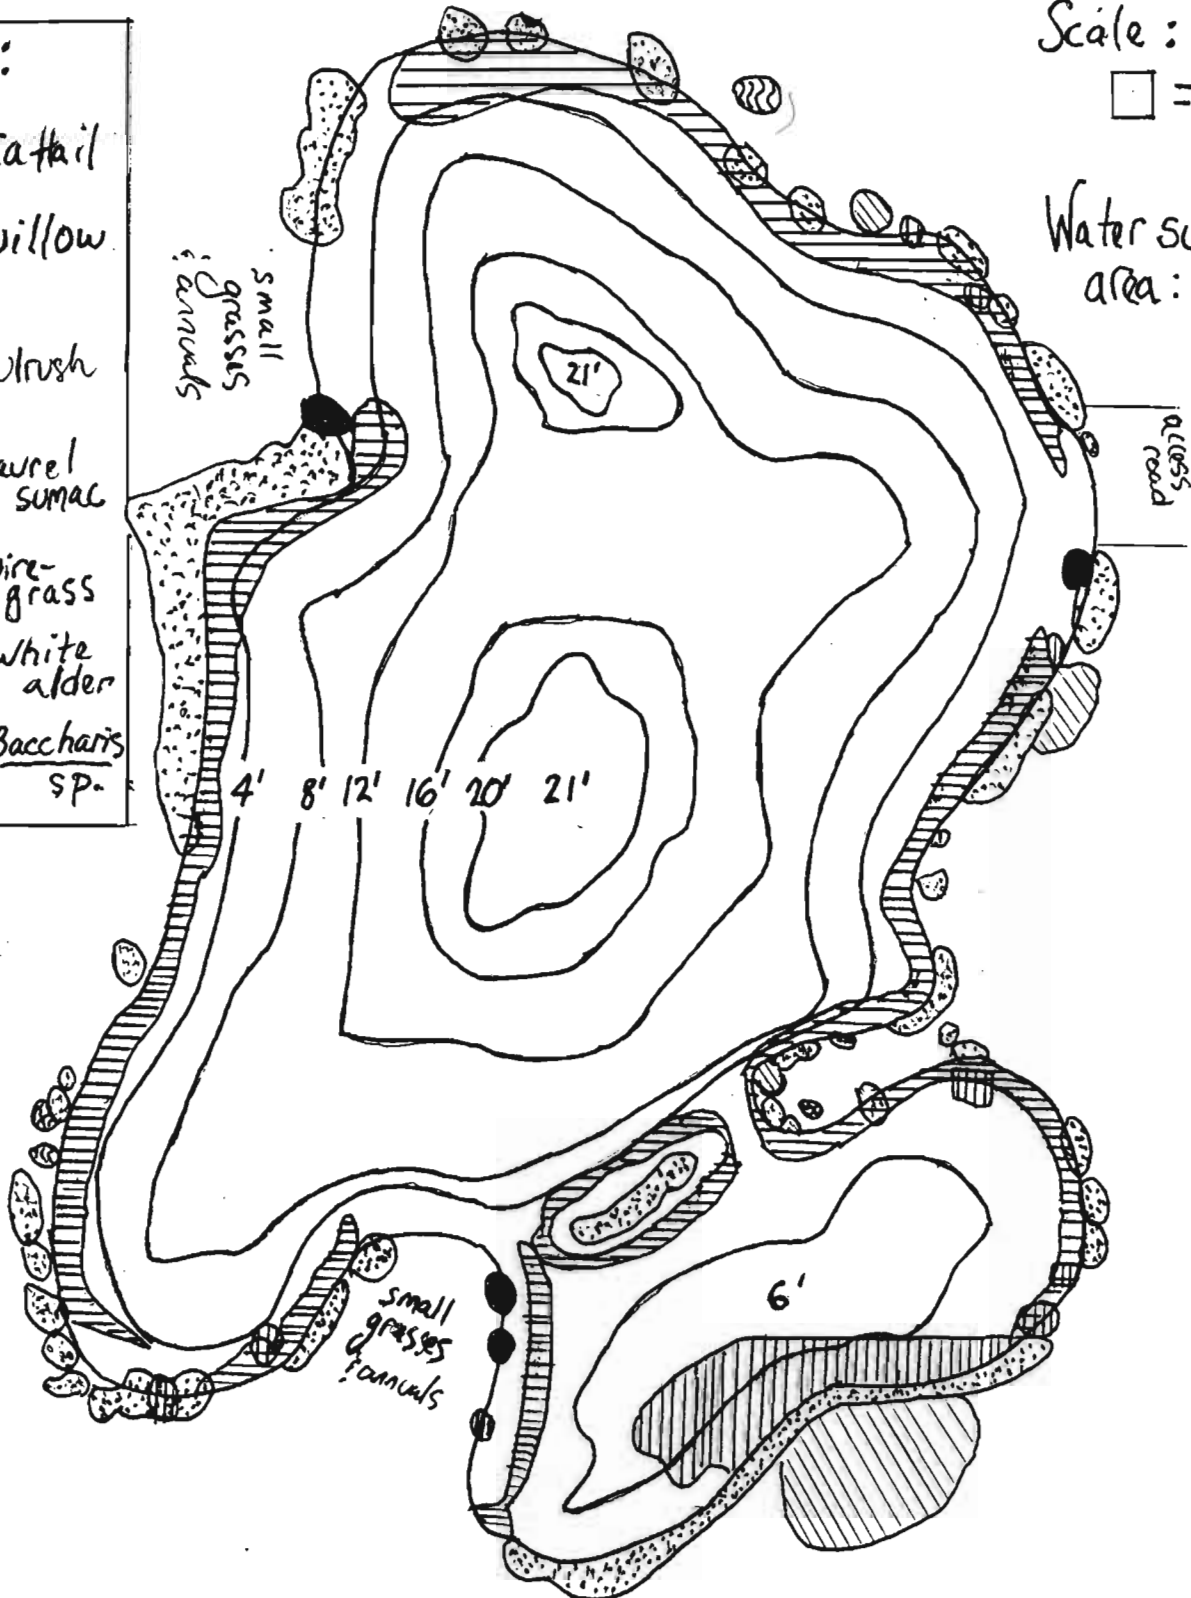 :
Cattail
willow
ulrush
aurel
sumac
ire-
grass
White
alder
Baccharis
sp.
Scale :
=
Water su
area :
small
grasses
& annuals
access
road
21'
4' 8' 12' 16' 20' 21'
6'
small
grasses
& annuals